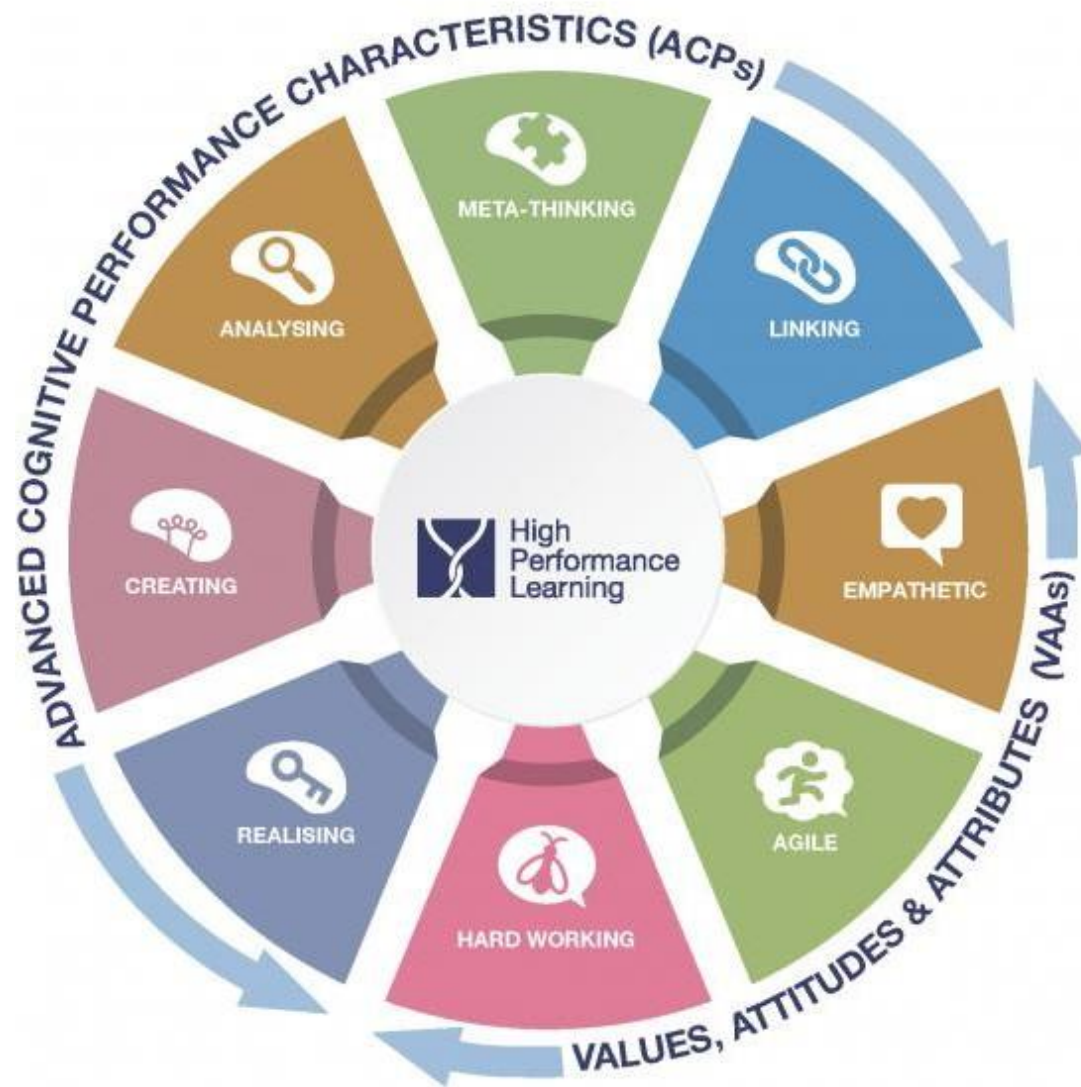 ADVANCED COGNITIVE PERFORMANCE CHARACTERISTICS (ACPs)
META-THINKING
LINKING
EMPATHETIC
AGILE
HARD WORKING
REALISING
CREATING
ANALYSING
High
Performance
Learning
VALUES, ATTITUDES & ATTRIBUTES (VAAs)